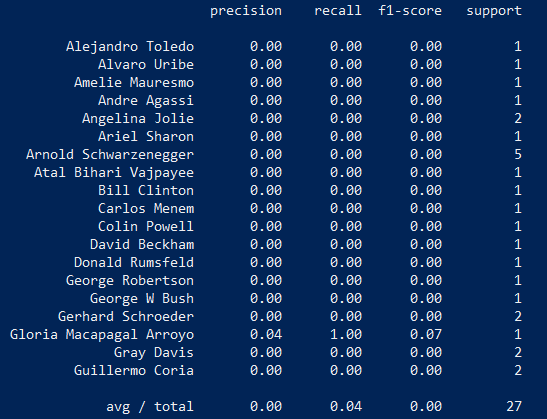 precision recall f1-score support
Alejandro Toledo 0.00 0.00 0.00 1
Alvaro Uribe 0.00 0.00 0.00 1
Amelie Mauresmo 0.00 0.00 0.00 1
Andre Agassi 0.00 0.00 0.00 1
Angelina Jolie 0.00 0.00 0.00 2
Ariel Sharon 0.00 0.00 0.00 1
Arnold Schwarzenegger 0.00 0.00 0.00 5
Atal Bihari Vajpayee 0.00 0.00 0.00 1
Bill Clinton 0.00 0.00 0.00 1
Carlos Menem 0.00 0.00 0.00 1
Colin Powell 0.00 0.00 0.00 1
David Beckham 0.00 0.00 0.00 1
Donald Rumsfeld 0.00 0.00 0.00 1
George Robertson 0.00 0.00 0.00 1
George W Bush 0.00 0.00 0.00 1
Gerhard Schroeder 0.00 0.00 0.00 2
Gloria Macapagal Arroyo 0.04 1.00 0.07 1
Gray Davis 0.00 0.00 0.00 2
Guillermo Coria 0.00 0.00 0.00 2
avg / total 0.00 0.04 0.00 27